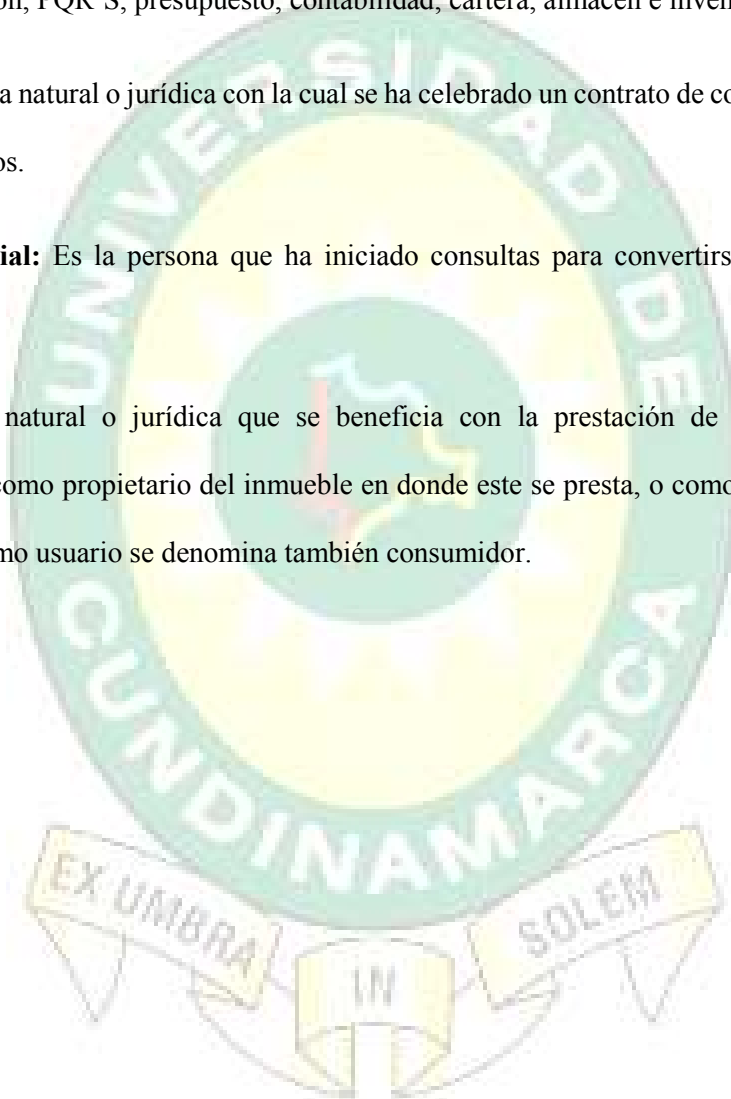 ón, PQR'S, presupuesto, contabilidad, cartera, almacén e inven
a natural o jurídica con la cual se ha celebrado un contrato de co
os.
ial: Es la persona que ha iniciado consultas para convertirs
natural o jurídica que se beneficia con la prestación de
como propietario del inmueble en donde este se presta, o como
mo usuario se denomina también consumidor.
UNIVERSIDAD DE
CUNDINAMARCA
EX UMBRA
IN
SOLEM